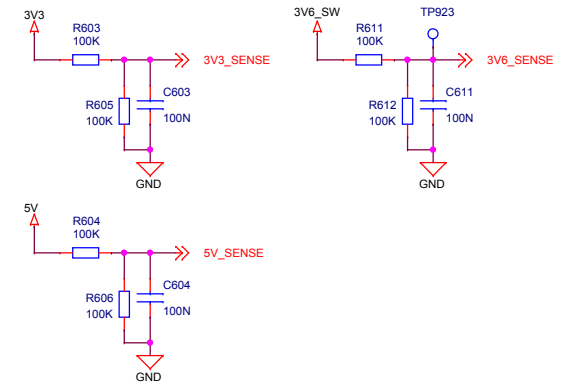 3V3
R603
100K
3V3_SENSE
R605
100K
C603
100N
GND
3V6_SW
TP923
R611
100K
3V6_SENSE
R612
100K
C611
100N
GND
5V
R604
100K
5V_SENSE
R606
100K
C604
100N
GND